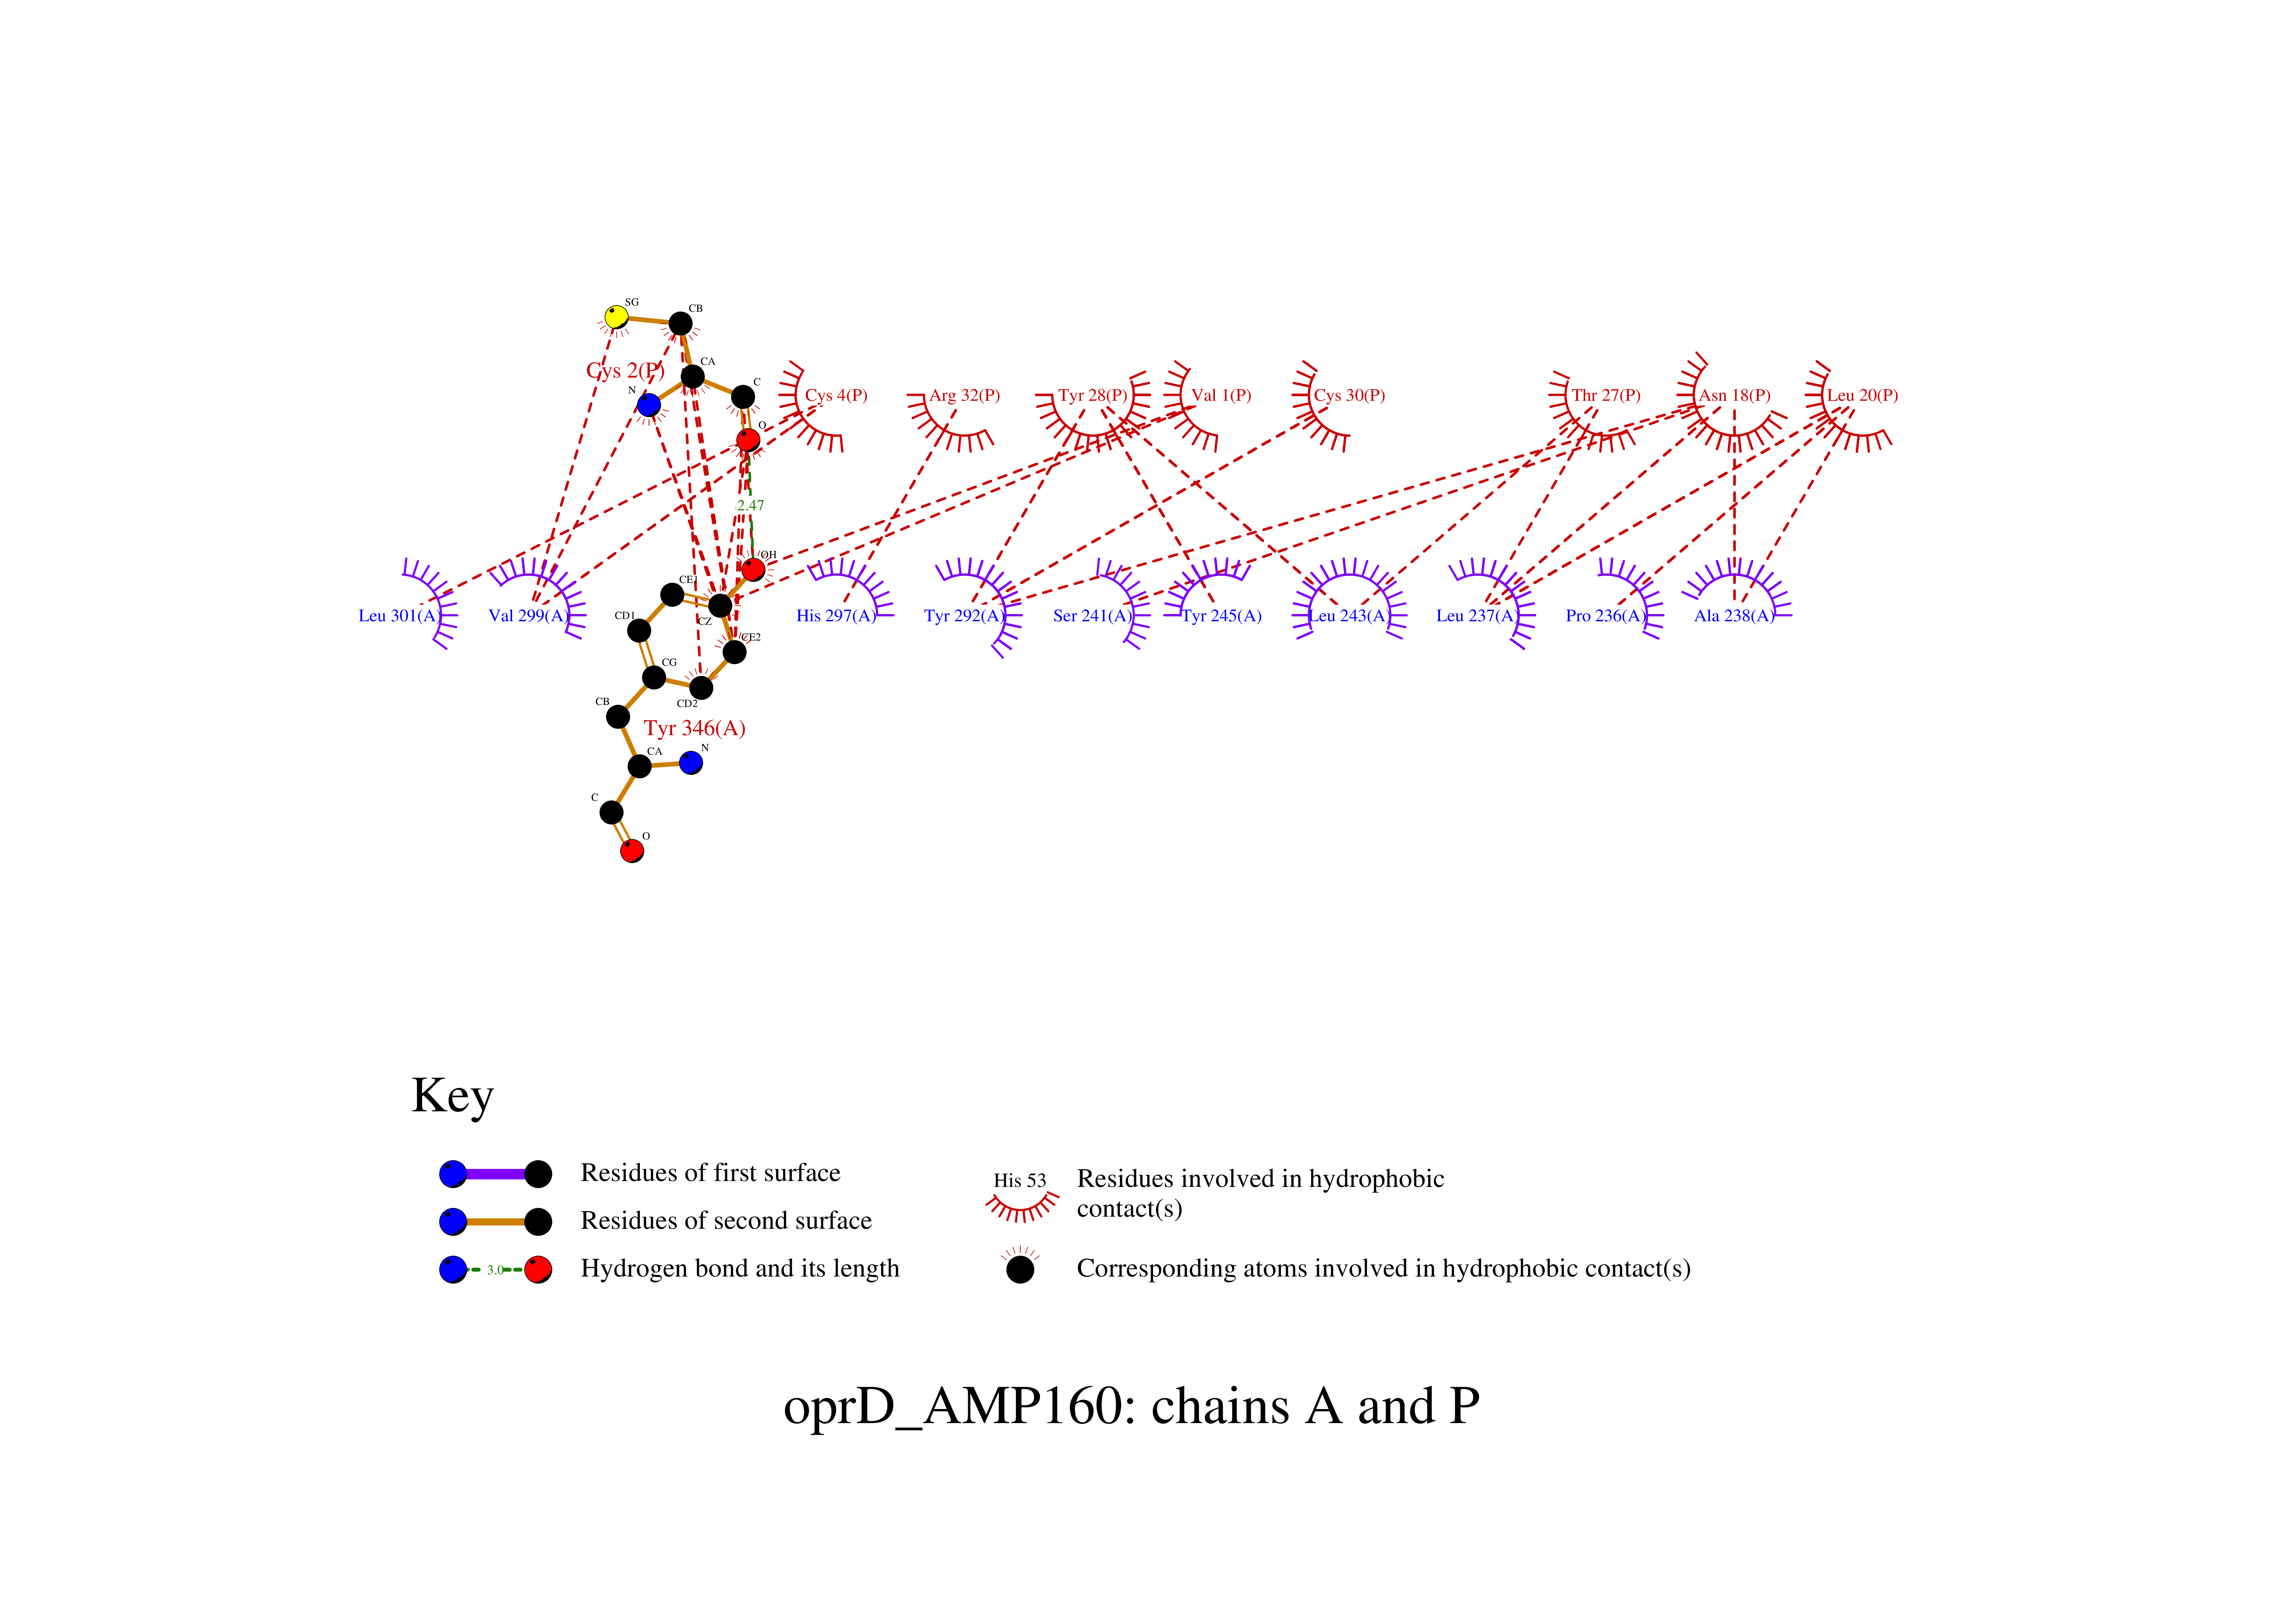 SG
CB
CA
Cys 2(P)
N
C
O
Cys 4(P)
Arg 32(P)
Tyr 28(P)
Val 1(P)
Cys 30(P)
Thr 27(P)
Asn 18(P)
Leu 20(P)
2.47
OH
CE1
CD1
CZ
CE2
Leu 301(A)
Val 299(A)
His 297(A)
Tyr 292(A)
Ser 241(A)
Tyr 245(A)
Leu 243(A)
Leu 237(A)
Pro 236(A)
Ala 238(A)
CG
CB
CD2
Tyr 346(A)
CA
N
C
O
Key
Residues of first surface
Residues of second surface
3.0
Hydrogen bond and its length
His 53
Residues involved in hydrophobic
contact(s)
Corresponding atoms involved in hydrophobic contact(s)
oprD_AMP160: chains A and P